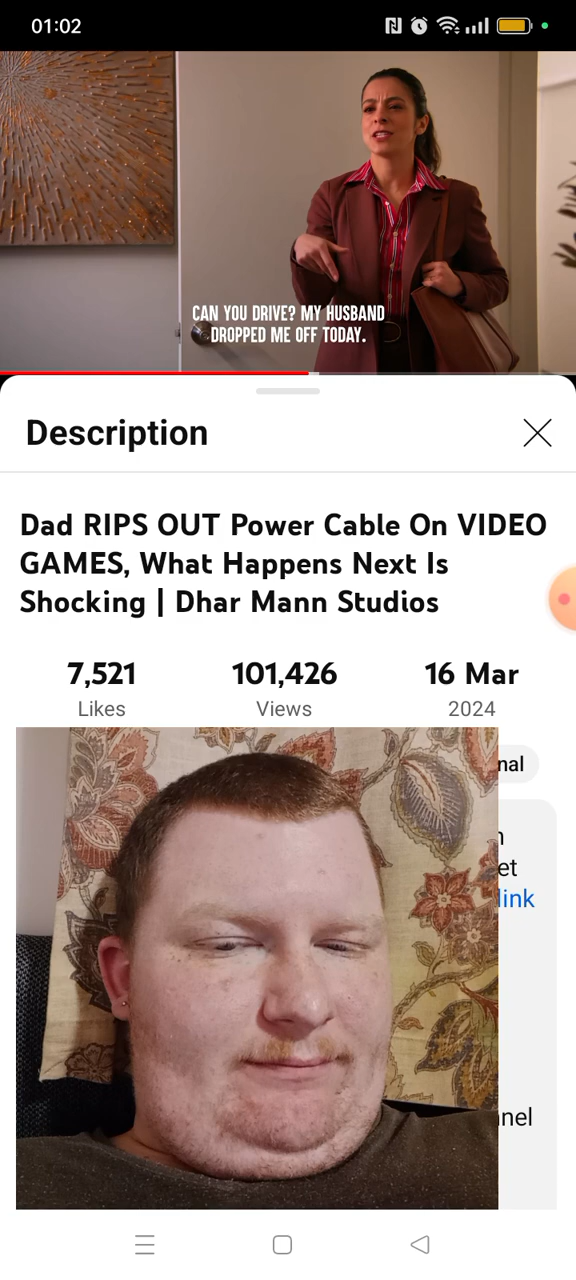 01:02
CAN YOU DRIVE? MY HUSBAND
DROPPED ME OFF TODAY.
Description
Dad RIPS OUT Power Cable On VIDEO
GAMES, What Happens Next Is
Shocking | Dhar Mann Studios
7,521 101,426 16 Mar
Likes Views 2024
link